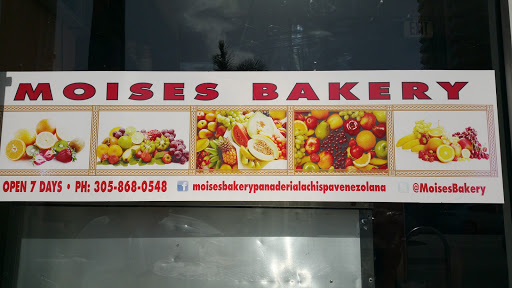 MOISES BAKERY
OPEN 7 DAYS • PH: 305-868-0548 moisesbakerypanaderialachispavenezolana @MoisesBakery